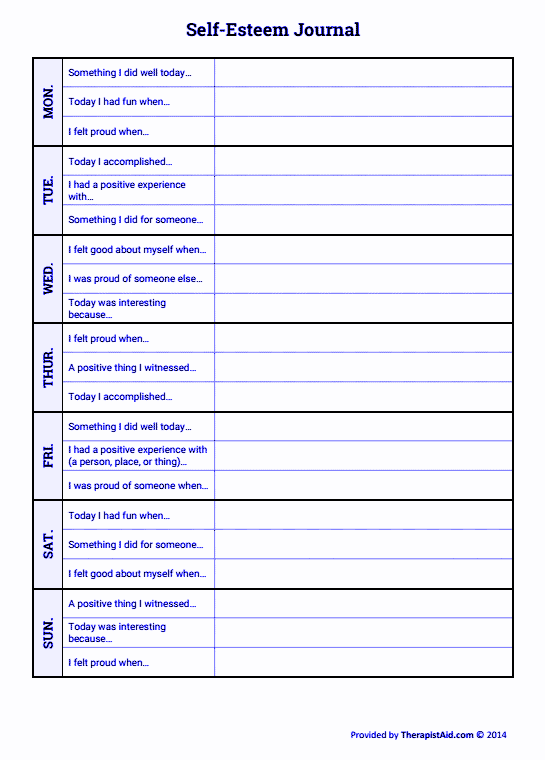 Self-Esteem Journal
MON.
Something I did well today…
Today I had fun when…
I felt proud when…
TUE.
Today I accomplished…
I had a positive experience
with…
Something I did for someone…
WED.
I felt good about myself when…
I was proud of someone else…
Today was interesting
because…
THUR.
I felt proud when…
A positive thing I witnessed…
Today I accomplished…
FRI.
Something I did well today…
I had a positive experience with
(a person, place, or thing)…
I was proud of someone when…
SAT.
Today I had fun when…
Something I did for someone…
I felt good about myself when…
SUN.
A positive thing I witnessed…
Today was interesting
because…
I felt proud when…
Provided by TherapistAid.com © 2014